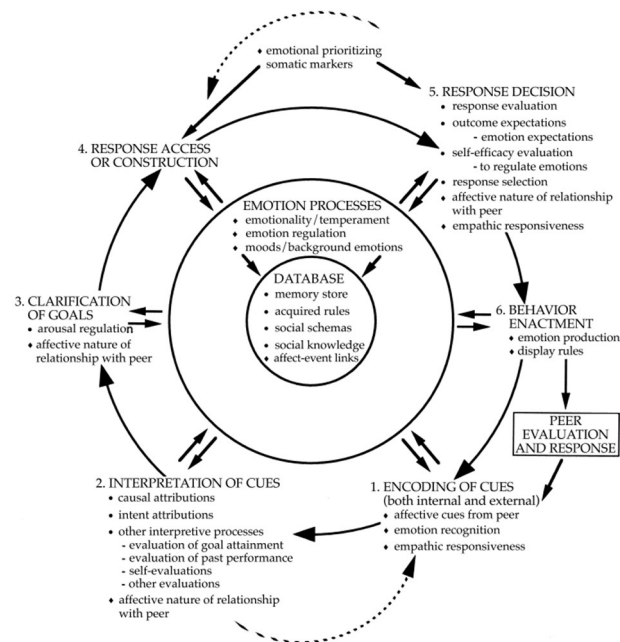 ♦ emotional prioritizing
somatic markers
5. RESPONSE DECISION
• response evaluation
• outcome expectations
- emotion expectations
• self-efficacy evaluation
- to regulate emotions
• response selection
♦ affective nature of relationship
with peer
♦ empathic responsiveness
4. RESPONSE ACCESS
OR CONSTRUCTION
EMOTION PROCESSES
♦ emotionality/temperament
♦ emotion regulation
♦ moods/background emotions
DATABASE
• memory store
• acquired rules
• social schemas
• social knowledge
♦ affect-event links
3. CLARIFICATION
OF GOALS
• arousal regulation
♦ affective nature of
relationship with peer
6. BEHAVIOR
ENACTMENT
♦ emotion production
♦ display rules
PEER
EVALUATION
AND RESPONSE
2. INTERPRETATION OF CUES
• causal attributions
• intent attributions
• other interpretive processes
- evaluation of goal attainment
- evaluation of past performance
- self-evaluations
- other evaluations
♦ affective nature of relationship
with peer
1. ENCODING OF CUES
(both internal and external)
♦ affective cues from peer
♦ emotion recognition
♦ empathic responsiveness